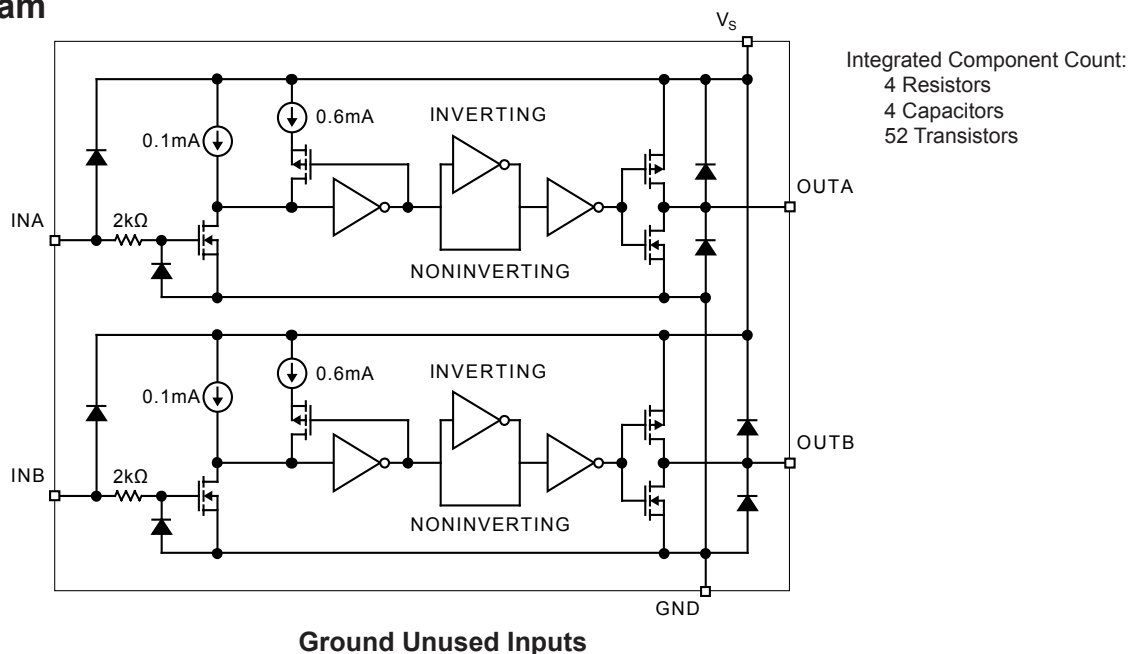 am
V_S
Integrated Component Count:
4 Resistors
4 Capacitors
52 Transistors
0.1mA
0.6mA
INVERTING
OUTA
INA
2kΩ
NONINVERTING
0.1mA
0.6mA
INVERTING
OUTB
INB
2kΩ
NONINVERTING
GND
Ground Unused Inputs